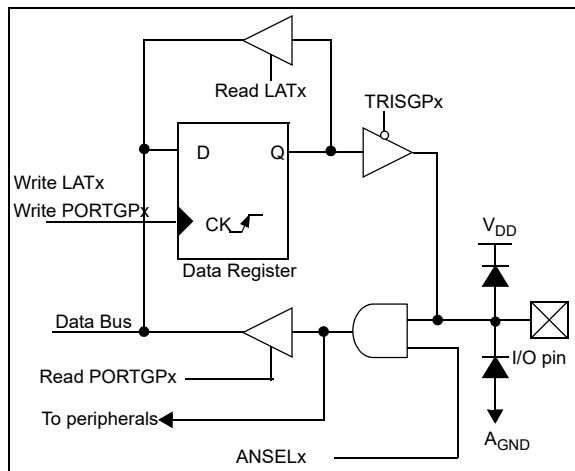 Read LATx
TRISGPx
D
Q
Write LATx
Write PORTGPx
CK
VDD
Data Register
Data Bus
I/O pin
Read PORTGPx
To peripherals
AGND
ANSELx